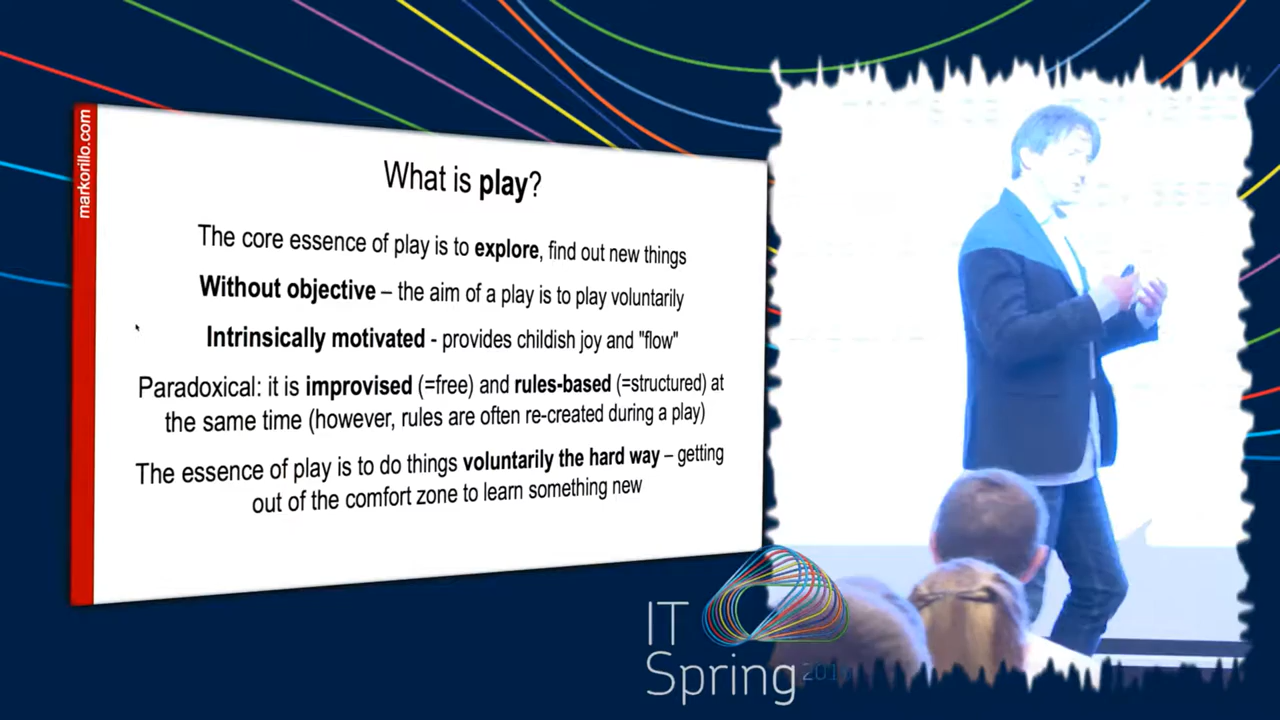 markorillo.com
What is play?
The core essence of play is to explore, find out new things
Without objective – the aim of a play is to play voluntarily
Intrinsically motivated - provides childish joy and "flow"
Paradoxical: it is improvised (=free) and rules-based (=structured) at
the same time (however, rules are often re-created during a play)
The essence of play is to do things voluntarily the hard way – getting
out of the comfort zone to learn something new
IT
Spring